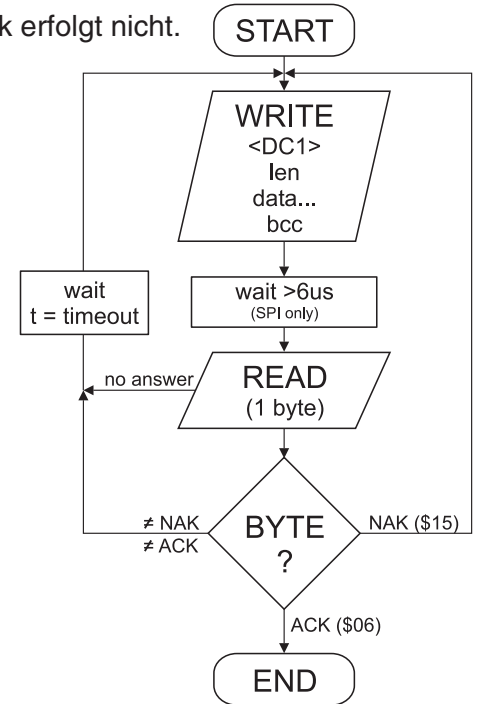 k erfolgt nicht.
START
WRITE
<DC1>
len
data...
bcc
wait
t = timeout
wait >6us
(SPI only)
no answer
READ
(1 byte)
≠ NAK
≠ ACK
BYTE
?
NAK ($15)
ACK ($06)
END